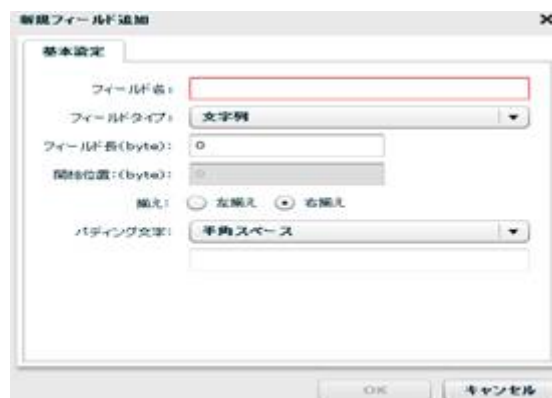 新規フィールド追加
基本設定
フィールド名:
フィールドタイプ: 文字列
フィールド長(byte): 0
開始位置:(byte): 0
揃え: 左揃え 右揃え
パディング文字: 半角スペース
OK キャンセル